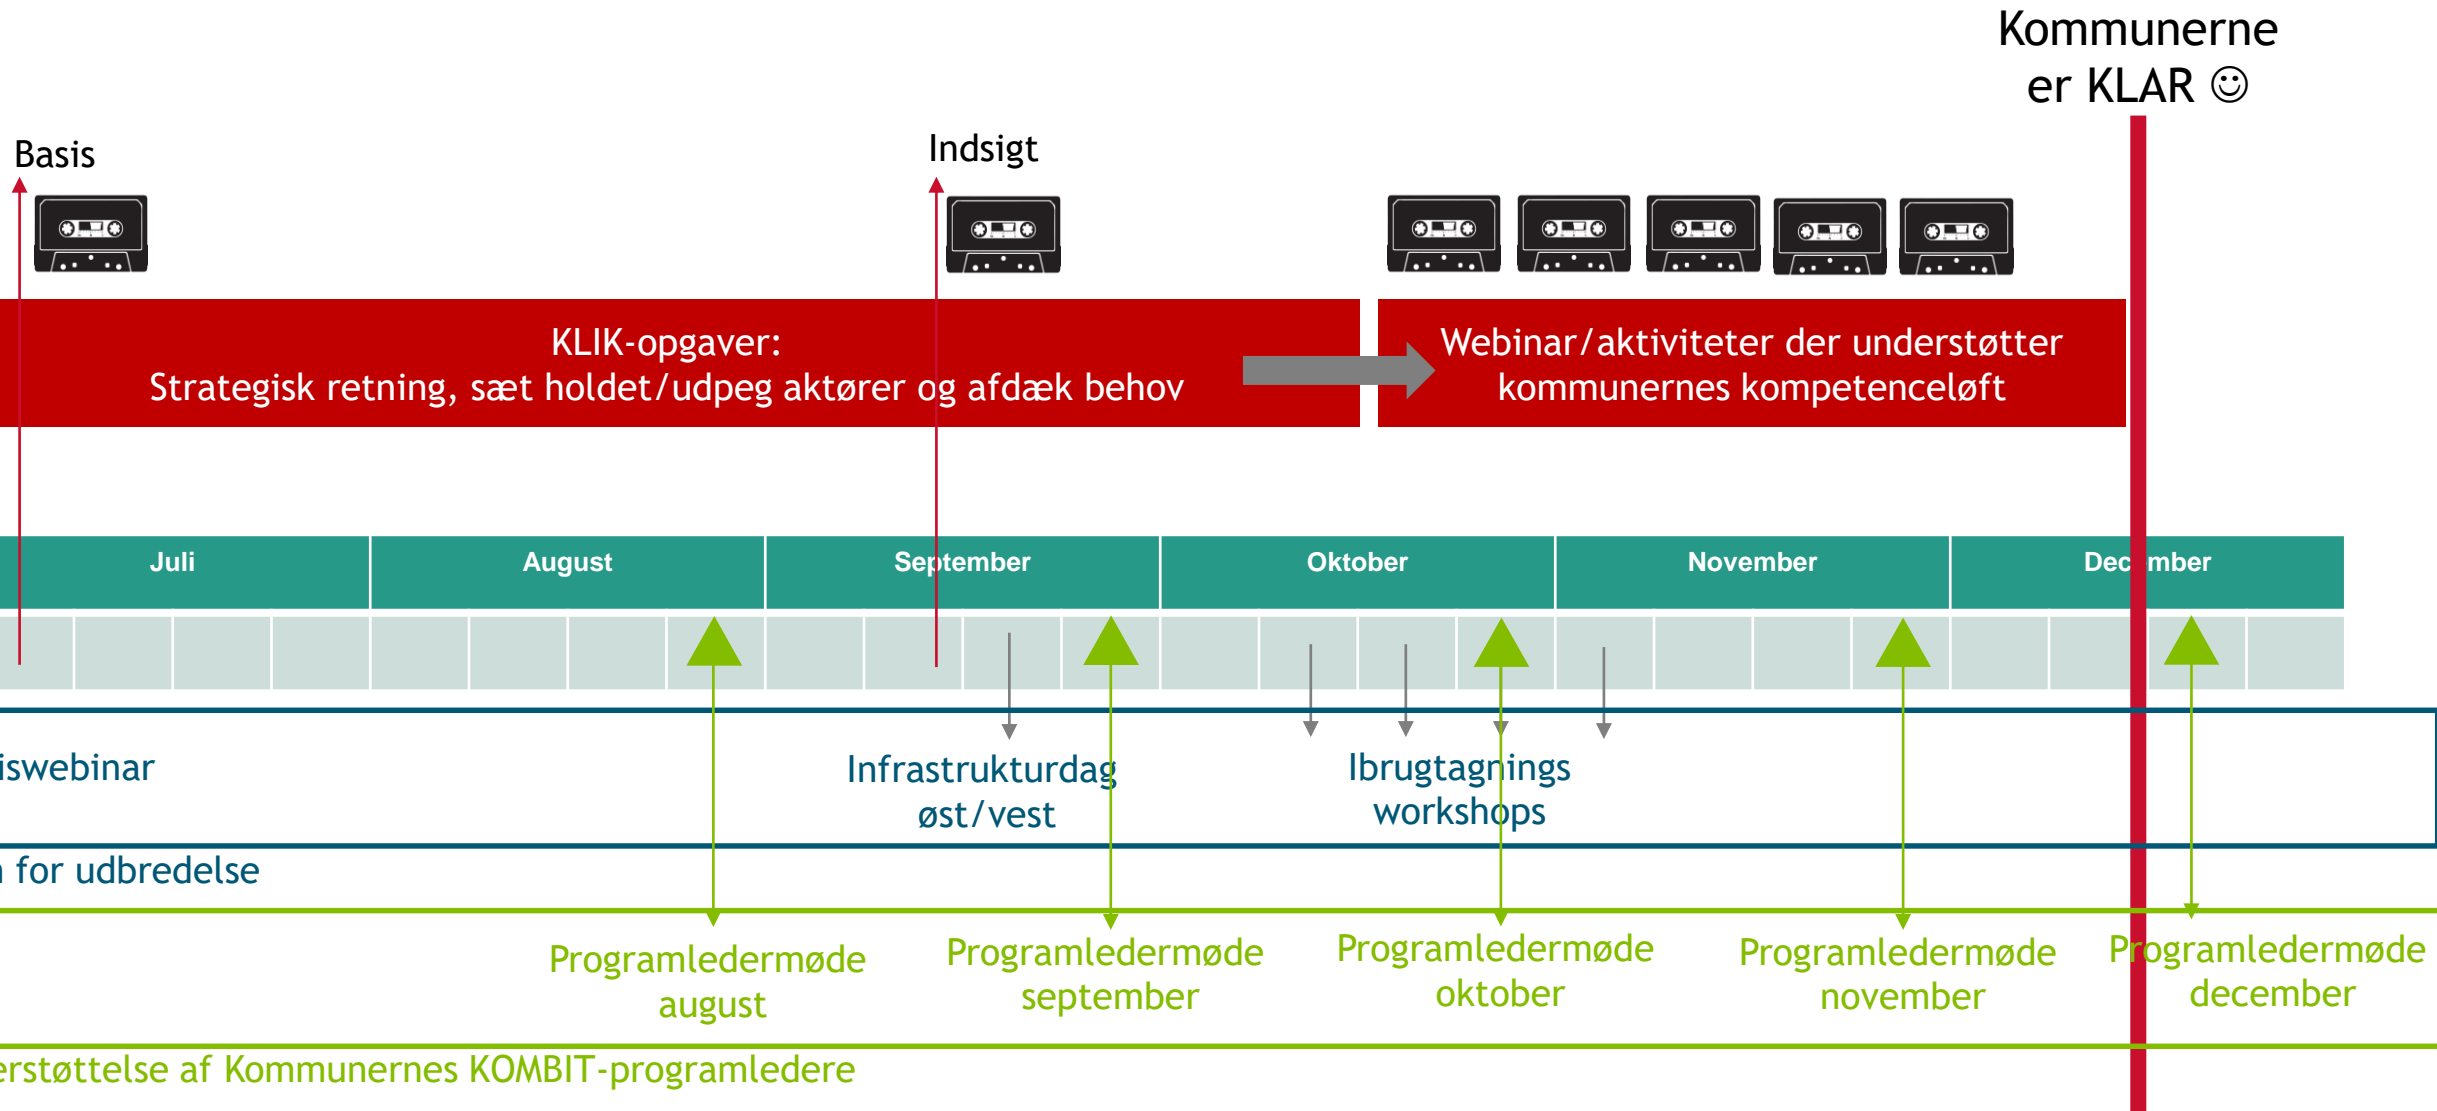 Kommunerne
er KLAR ☺
Basis
Indsigt
KLIK-opgaver:
Strategisk retning, sæt holdet/udpeg aktører og afdæk behov
Webinar/aktiviteter der understøtter
kommunernes kompetenceløft
Juli August September Oktober November December
iswebinar
Infrastrukturdag
øst/vest
Ibrugtagnings
workshops
for udbredelse
Programledermøde
august
Programledermøde
september
Programledermøde
oktober
Programledermøde
november
Programledermøde
december
erstøttelse af Kommunernes KOMBIT-programledere